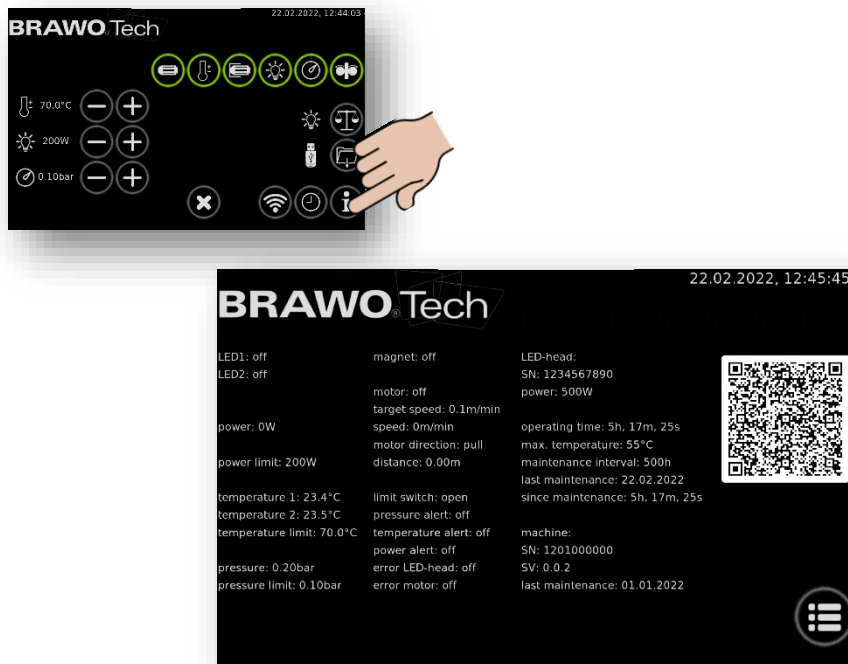 22.02.2022, 12:44:03
BRAWO Tech
70.0°C
200W
0.10bar
22.02.2022, 12:45:45
BRAWO® Tech
LED1: off
LED2: off
power: 0W
power limit: 200W
temperature 1: 23.4°C
temperature 2: 23.5°C
temperature limit: 70.0°C
pressure: 0.20bar
pressure limit: 0.10bar
magnet: off
motor: off
target speed: 0.1m/min
speed: 0m/min
motor direction: pull
distance: 0.00m
limit switch: open
pressure alert: off
temperature alert: off
power alert: off
error LED-head: off
error motor: off
LED-head:
SN: 1234567890
power: 500W
operating time: 5h, 17m, 25s
max. temperature: 55°C
maintenance interval: 500h
last maintenance: 22.02.2022
since maintenance: 5h, 17m, 25s
machine:
SN: 1201000000
SV: 0.0.2
last maintenance: 01.01.2022